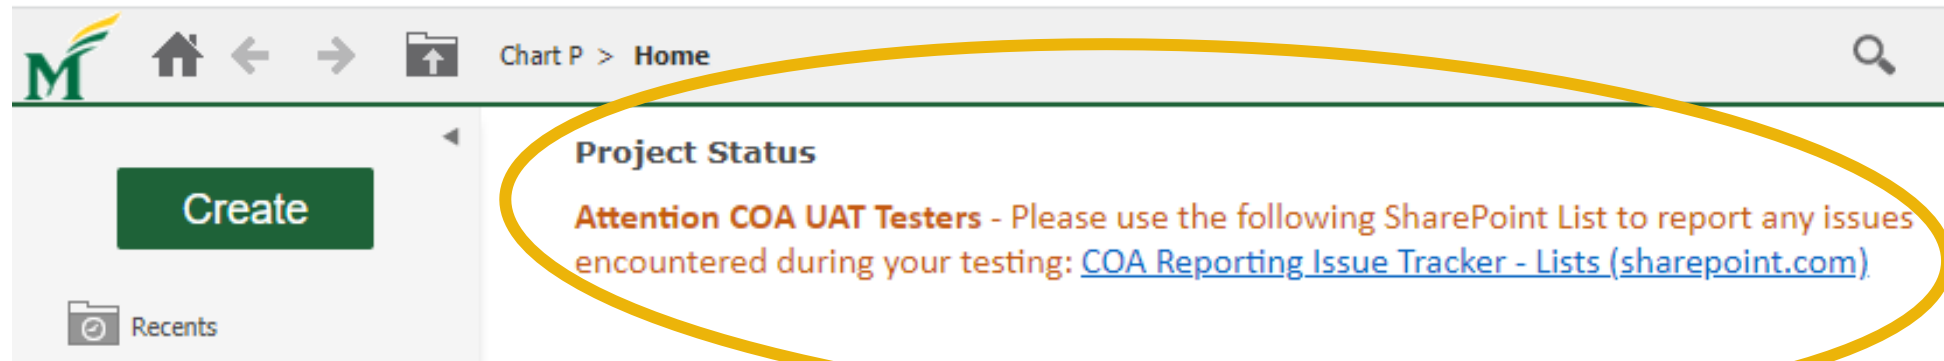 M
Chart P > Home
Project Status
Create
Attention COA UAT Testers - Please use the following SharePoint List to report any issues
encountered during your testing: COA Reporting Issue Tracker - Lists (sharepoint.com)
Recents